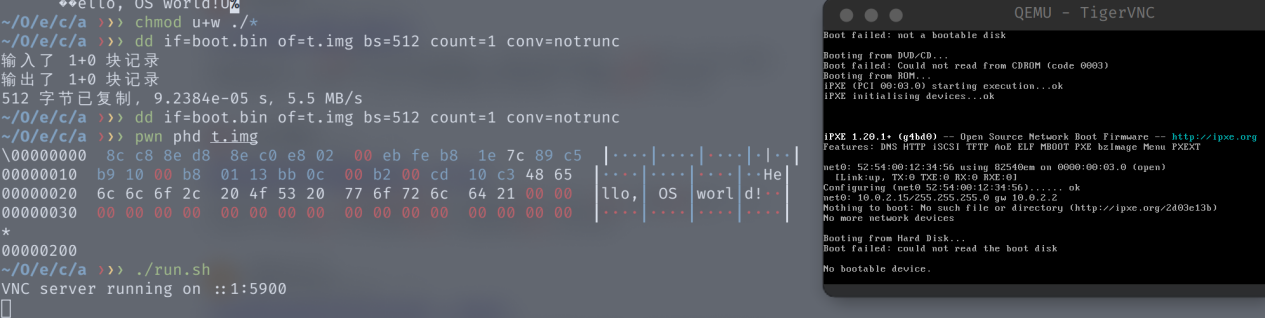 ello, OS world!U%
~/O/e/c/a ❯❯❯ chmod u+w ./*
~/O/e/c/a ❯❯❯ dd if=boot.bin of=t.img bs=512 count=1 conv=notrunc
输入了 1+0 块记录
输出了 1+0 块记录
512 字节已复制, 9.2384e-05 s, 5.5 MB/s
~/O/e/c/a ❯❯❯ dd if=boot.bin of=t.img bs=512 count=1 conv=notrunc
~/O/e/c/a ❯❯❯ pwn phd t.img
\00000000 8c c8 8e d8 8e c0 e8 02 00 eb fe b8 1e 7c 89 c5 │····│····│····│·|··│
00000010 b9 10 00 b8 01 13 bb 0c 00 b2 00 cd 10 c3 48 65 │····│····│····│··He│
00000020 6c 6c 6f 2c 20 4f 53 20 77 6f 72 6c 64 21 00 00 │llo,│ OS │worl│d!··│
00000030 00 00 00 00 00 00 00 00 00 00 00 00 00 00 00 00 │····│····│····│····│
*
00000200
~/O/e/c/a ❯❯❯ ./run.sh
VNC server running on ::1:5900
QEMU - TigerVNC
Boot failed: not a bootable disk
Booting from DVD/CD...
Boot failed: Could not read from CDROM (code 0003)
Booting from ROM...
iPXE (PCI 00:03.0) starting execution...ok
iPXE initialising devices...ok
iPXE 1.20.1+ (g4bd0) -- Open Source Network Boot Firmware -- http://ipxe.org
Features: DNS HTTP iSCSI TFTP AoE ELF MBOOT PXE bzImage Menu PXEXT
net0: 52:54:00:12:34:56 using 82540em on 0000:00:03.0 (open)
[Link:up, TX:0 TXE:0 RX:0 RXE:0]
Configuring (net0 52:54:00:12:34:56)...... ok
net0: 10.0.2.15/255.255.255.0 gw 10.0.2.2
Nothing to boot: No such file or directory (http://ipxe.org/2d03e13b)
No more network devices
Booting from Hard Disk...
Boot failed: could not read the boot disk
No bootable device.